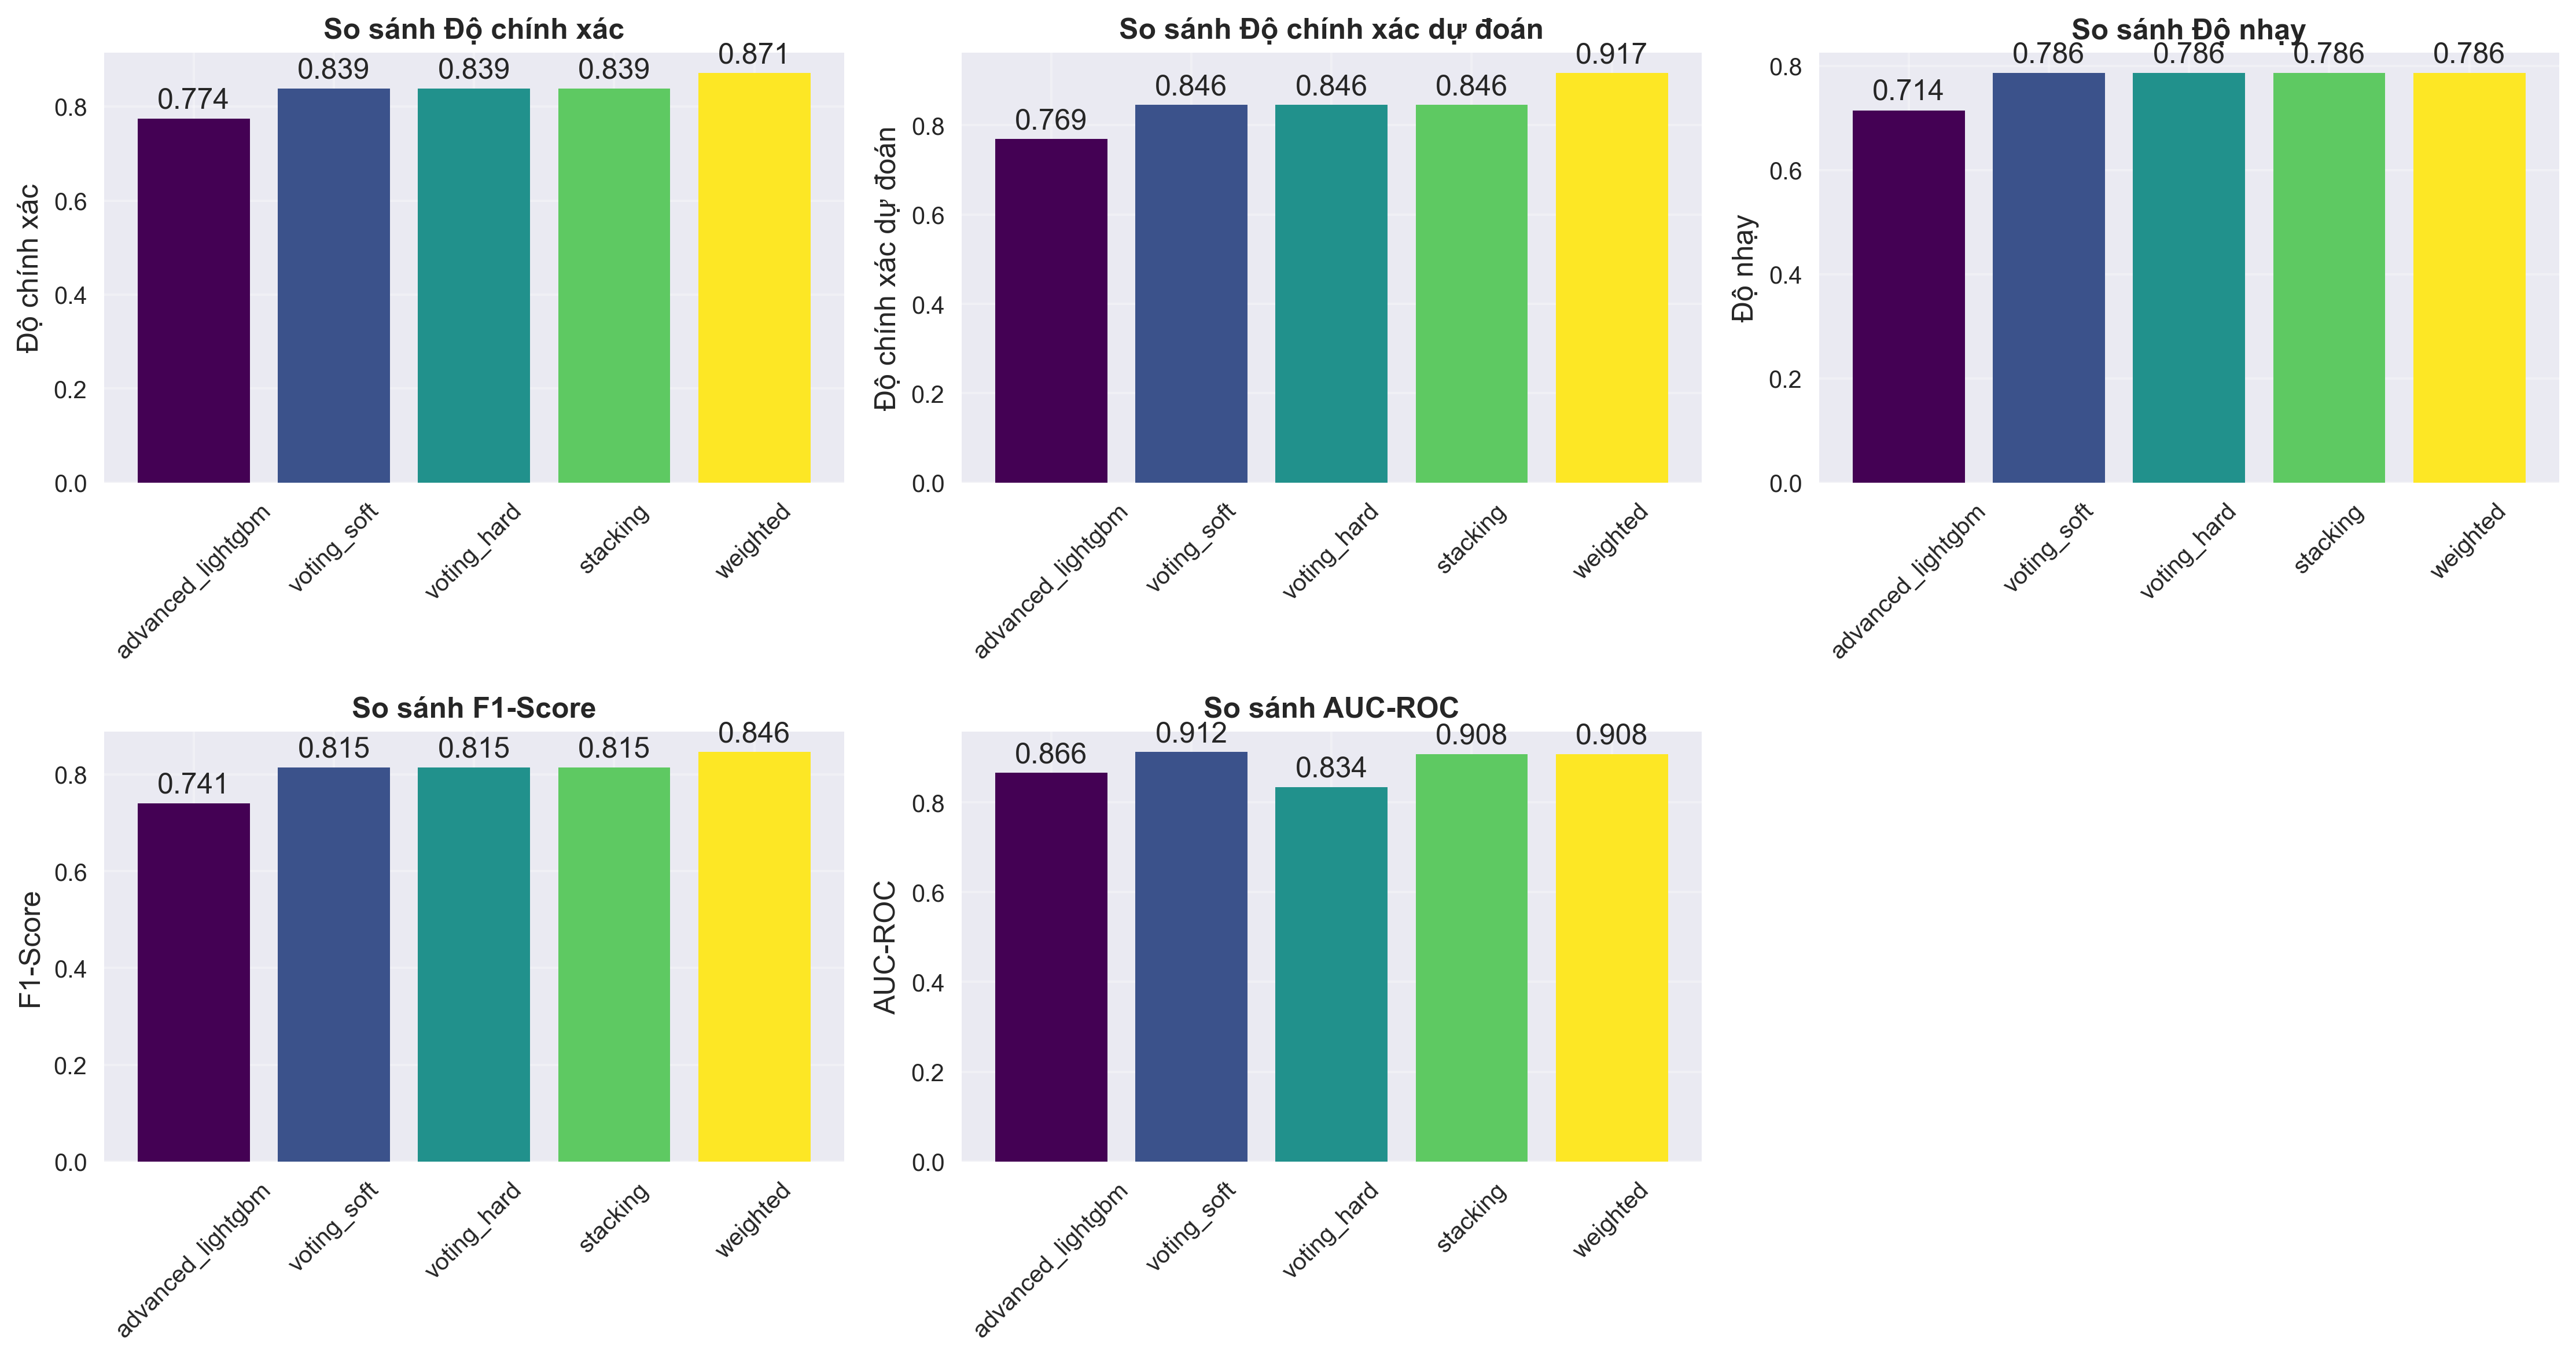 So sánh Độ chính xác
Độ chính xác
0.8
0.6
0.4
0.2
0.0
0.774
0.839
0.839
0.839
0.871
advanced_lightgbm
voting_soft
voting_hard
stacking
weighted
So sánh Độ chính xác dự đoán
Độ chính xác dự đoán
0.8
0.6
0.4
0.2
0.0
0.769
0.846
0.846
0.846
0.917
advanced_lightgbm
voting_soft
voting_hard
stacking
weighted
So sánh Độ nhạy
Độ nhạy
0.8
0.6
0.4
0.2
0.0
0.714
0.786
0.786
0.786
0.786
advanced_lightgbm
voting_soft
voting_hard
stacking
weighted
So sánh F1-Score
F1-Score
0.8
0.6
0.4
0.2
0.0
0.741
0.815
0.815
0.815
0.846
advanced_lightgbm
voting_soft
voting_hard
stacking
weighted
So sánh AUC-ROC
AUC-ROC
0.8
0.6
0.4
0.2
0.0
0.866
0.912
0.834
0.908
0.908
advanced_lightgbm
voting_soft
voting_hard
stacking
weighted